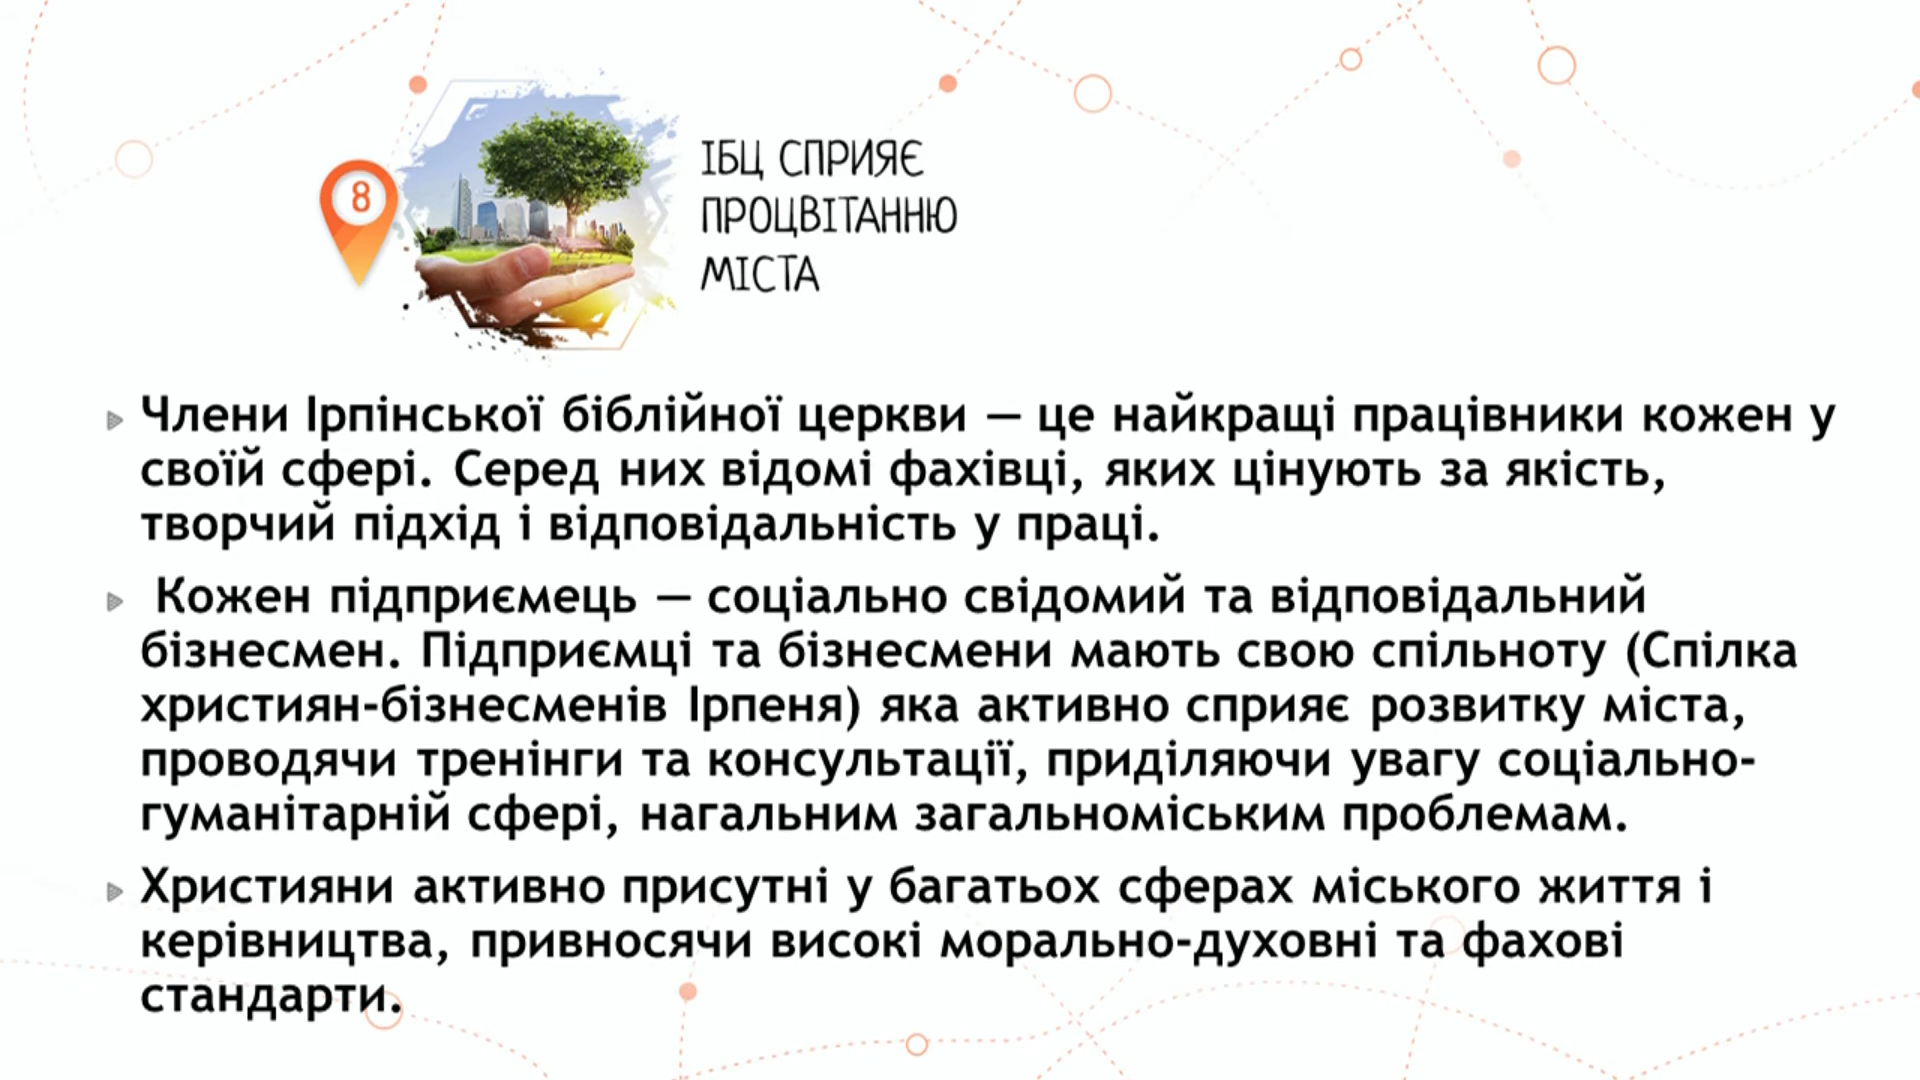 8
ІБЦ СПРИЯЄ
ПРОЦВІТАННЮ
МІСТА
Члени Ірпінської біблійної церкви — це найкращі працівники кожен у
своїй сфері. Серед них відомі фахівці, яких цінують за якість,
творчий підхід і відповідальність у праці.
Кожен підприємець — соціально свідомий та відповідальний
бізнесмен. Підприємці та бізнесмени мають свою спільноту (Спілка
християн-бізнесменів Ірпеня) яка активно сприяє розвитку міста,
проводячи тренінги та консультації, приділяючи увагу соціально-
гуманітарній сфері, нагальним загальноміським проблемам.
Християни активно присутні у багатьох сферах міського життя і
керівництва, привносячи високі морально-духовні та фахові
стандарти.